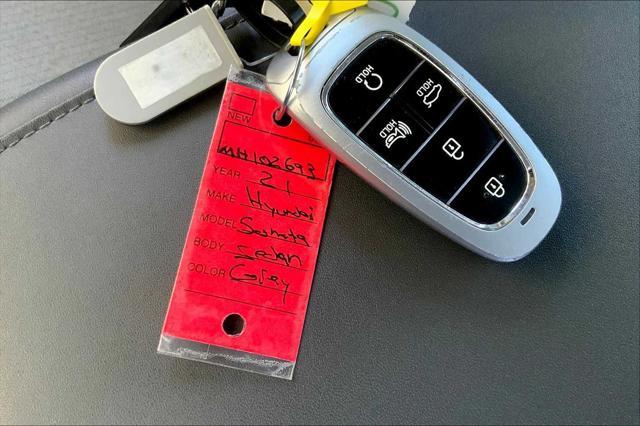 HOLD
HOLD
HOLD
NEW
MH102693
YEAR 21
MAKE Hyundai
MODEL Sonata
BODY Sedan
COLOR Gray